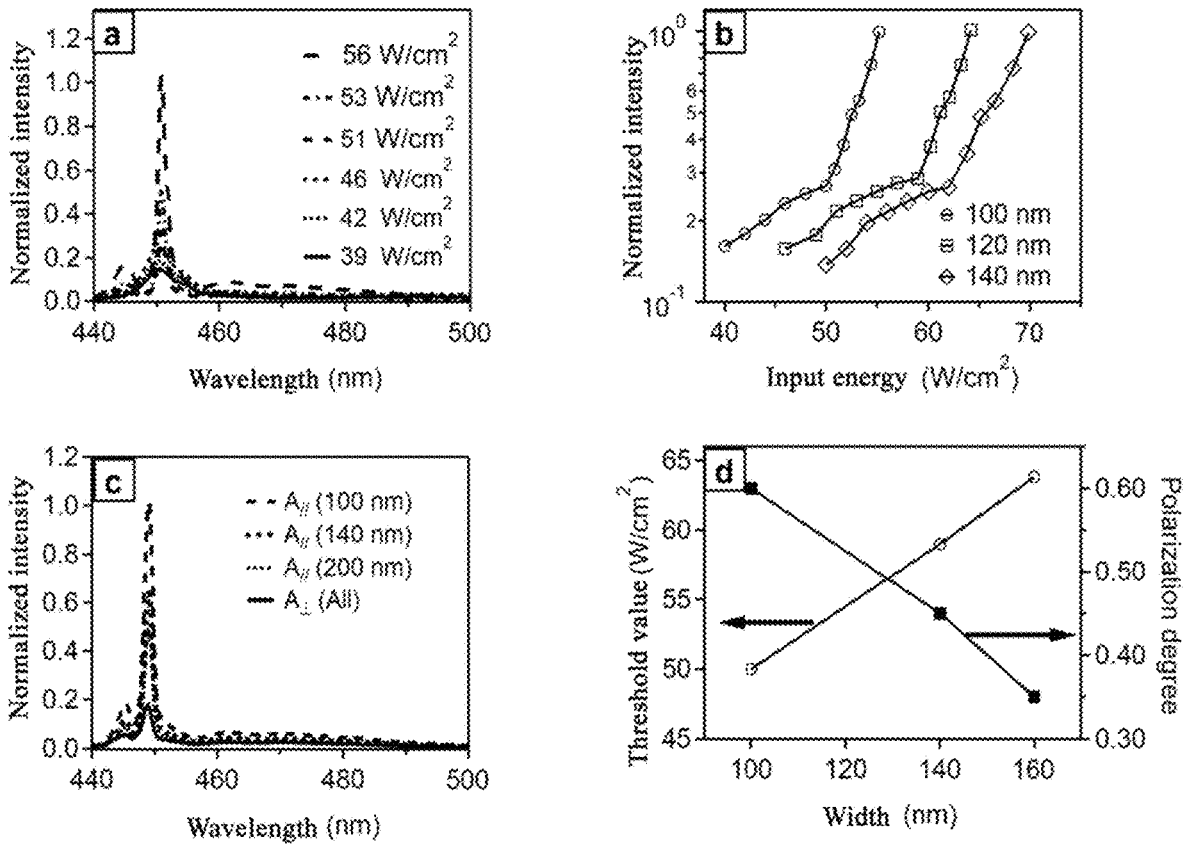 a
1.2
1.0
0.8
0.6
0.4
0.2
0.0
Normalized intensity
56 W/cm²
53 W/cm²
51 W/cm²
46 W/cm²
42 W/cm²
39 W/cm²
440 460 480 500
Wavelength (nm)
b
10⁰
6
5
4
3
2
10⁻¹
Normalized intensity
100 nm
120 nm
140 nm
40 50 60 70
Input energy (W/cm²)
c
1.2
1.0
0.8
0.6
0.4
0.2
0.0
Normalized intensity
A// (100 nm)
A// (140 nm)
A// (200 nm)
A⊥ (All)
440 460 480 500
Wavelength (nm)
d
65
60
55
50
45
Threshold value (W/cm²)
0.60
0.50
0.40
0.30
Polarization degree
100 120 140 160
Width (nm)